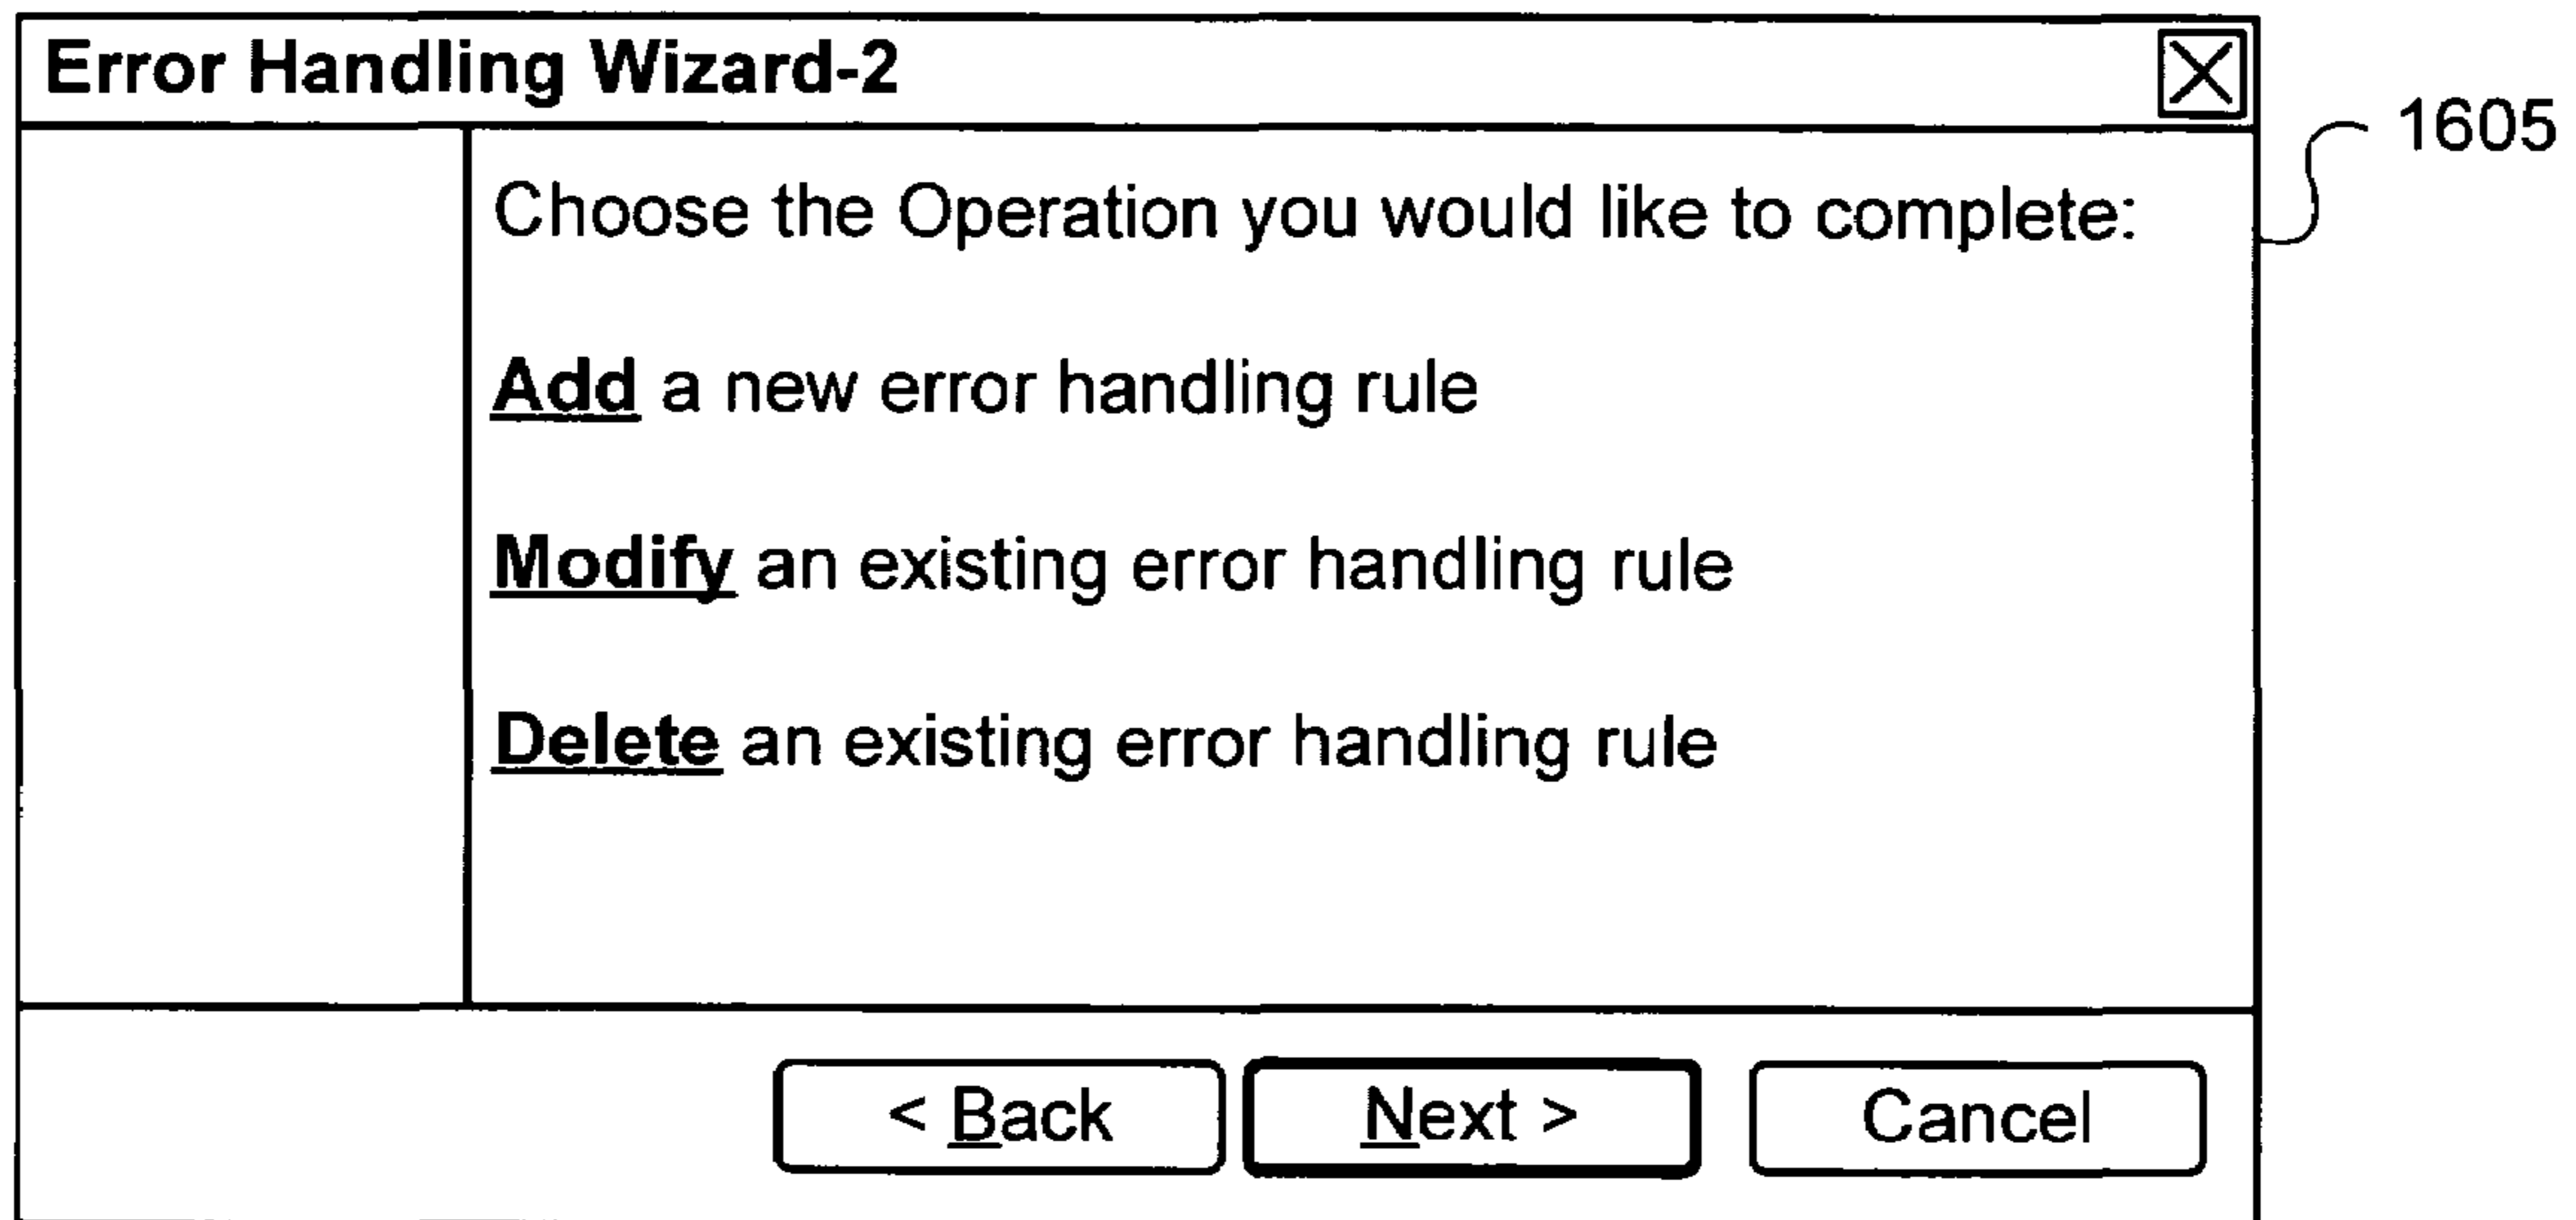 Error Handling Wizard-2
1605
Choose the Operation you would like to complete:
Add a new error handling rule
Modify an existing error handling rule
Delete an existing error handling rule
< Back
Next >
Cancel